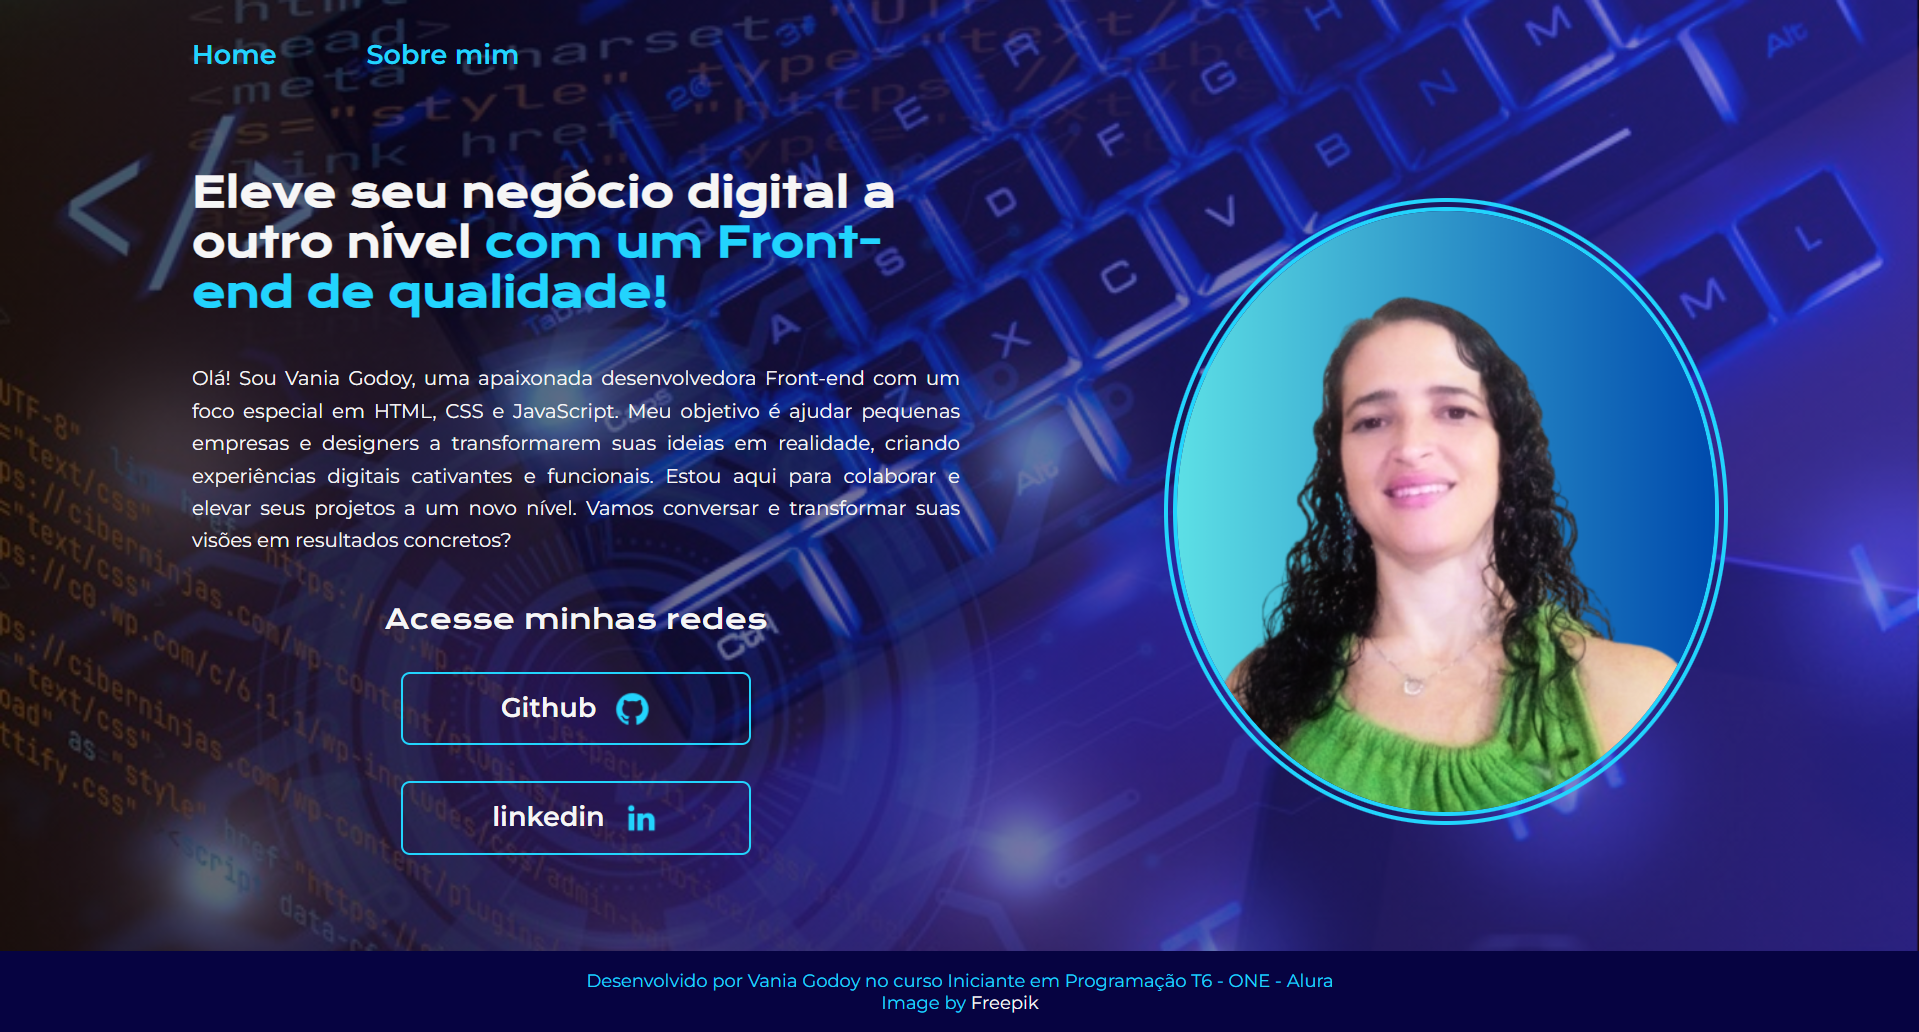 Home Sobre mim
Eleve seu negócio digital a
outro nível com um Front-
end de qualidade!
Olá! Sou Vania Godoy, uma apaixonada desenvolvedora Front-end com um
foco especial em HTML, CSS e JavaScript. Meu objetivo é ajudar pequenas
empresas e designers a transformarem suas ideias em realidade, criando
experiências digitais cativantes e funcionais. Estou aqui para colaborar e
elevar seus projetos a um novo nível. Vamos conversar e transformar suas
visões em resultados concretos?
Acesse minhas redes
Github
linkedin
Desenvolvido por Vania Godoy no curso Iniciante em Programação T6 - ONE - Alura
Image by Freepik